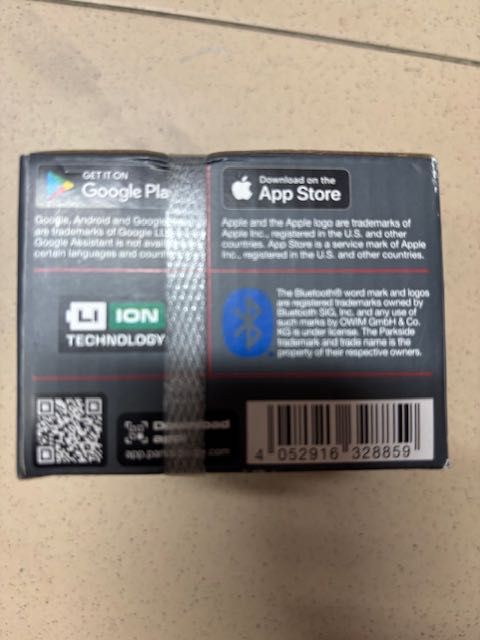 GET IT ON
Google Pla
Google, Android and Google
are trademarks of Google LL
Google Assistant is not avail
certain languages and count
Download on the
App Store
Apple and the Apple logo are trademarks of
Apple Inc., registered in the U.S. and other
countries. App Store is a service mark of Apple
Inc., registered in the U.S. and other countries.
LI ION
TECHNOLOGY
The Bluetooth® word mark and logos
are registered trademarks owned by
Bluetooth SIG, Inc. and any use of
such marks by OWIM GmbH & Co.
KG is under license. The Parkside
trademark and trade name is the
property of their respective owners.
Download
app.par
4 052916 328859